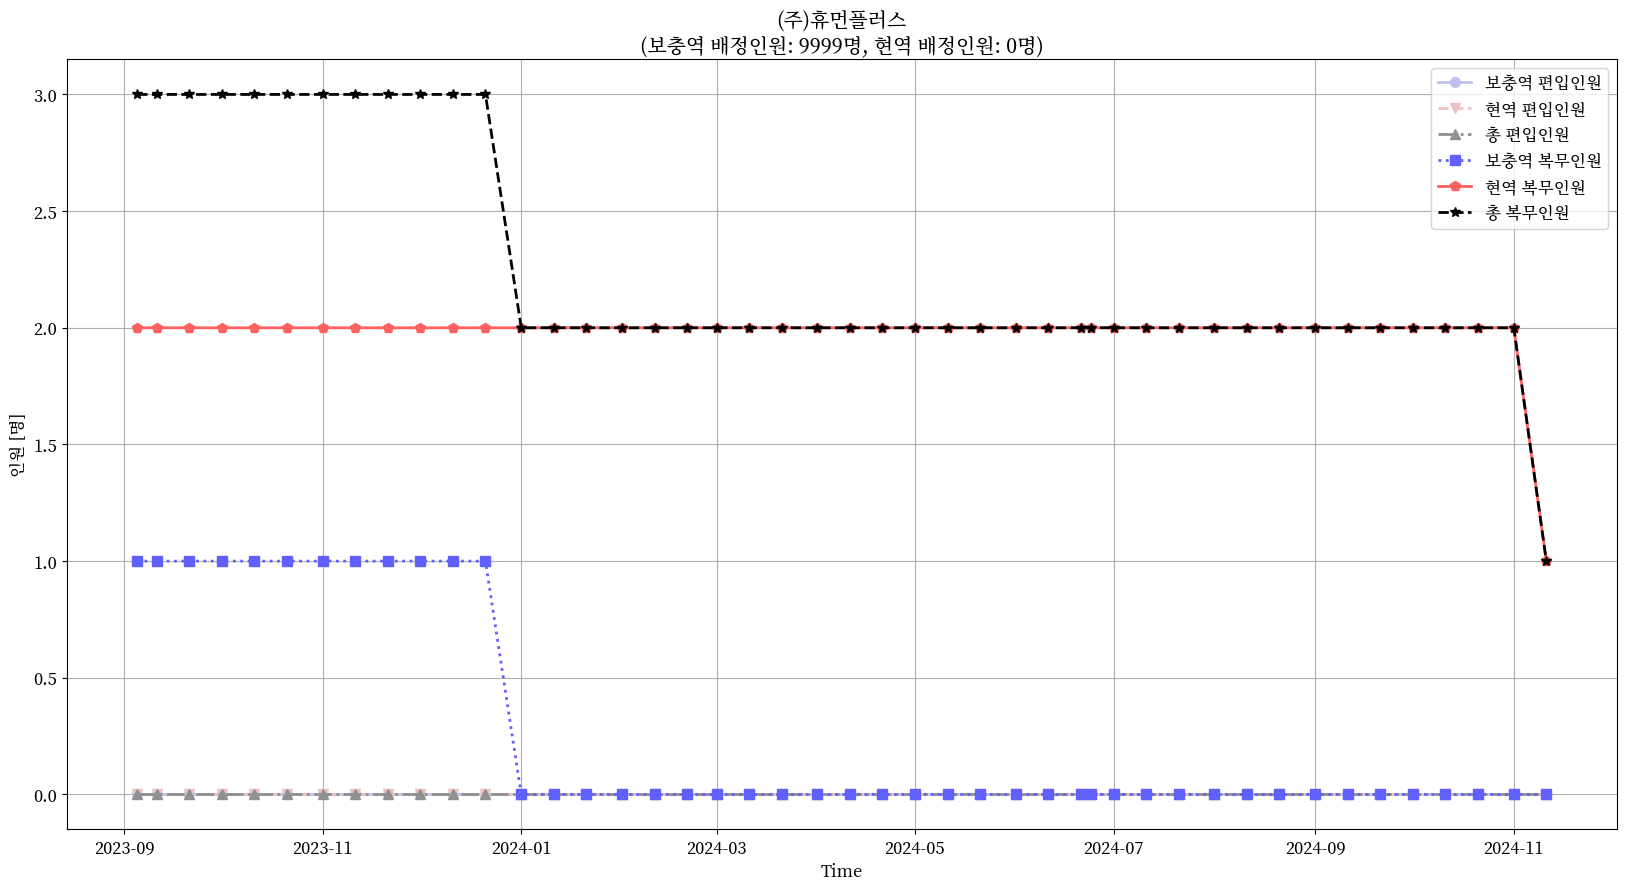 (주)휴먼플러스
(보충역 배정인원: 9999명, 현역 배정인원: 0명)
보충역 편입인원
현역 편입인원
총 편입인원
보충역 복무인원
현역 복무인원
총 복무인원
인원 [명]
3.0
2.5
2.0
1.5
1.0
0.5
0.0
2023-09 2023-11 2024-01 2024-03 2024-05 2024-07 2024-09 2024-11
Time